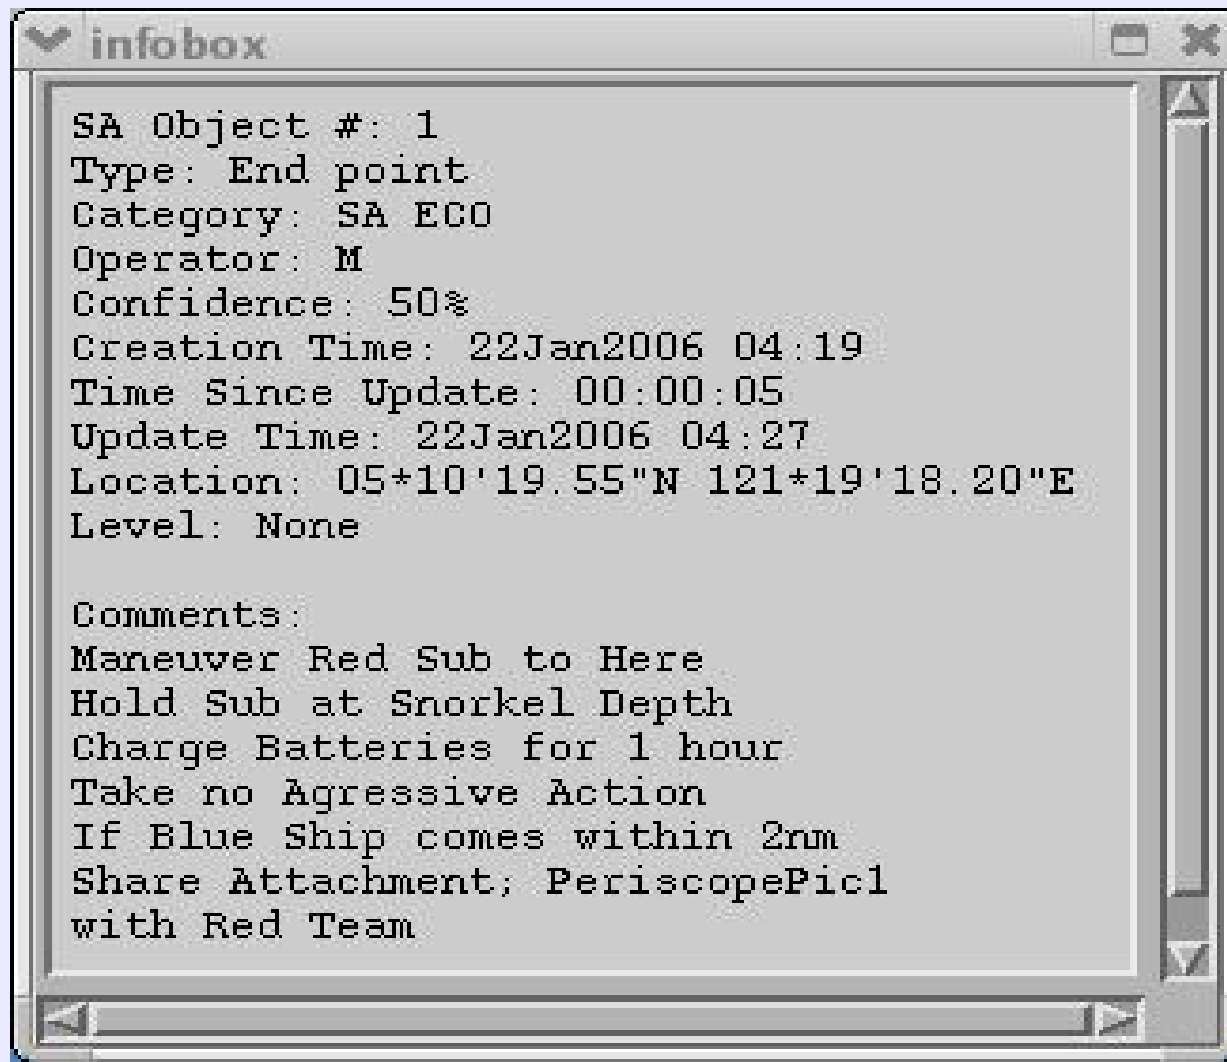 infobox
SA Object #: 1
Type: End point
Category: SA ECO
Operator: M
Confidence: 50%
Creation Time: 22Jan2006 04:19
Time Since Update: 00:00:05
Update Time: 22Jan2006 04:27
Location: 05*10'19.55"N 121*19'18.20"E
Level: None

Comments:
Maneuver Red Sub to Here
Hold Sub at Snorkel Depth
Charge Batteries for 1 hour
Take no Agressive Action
If Blue Ship comes within 2nm
Share Attachment; PeriscopePic1
with Red Team